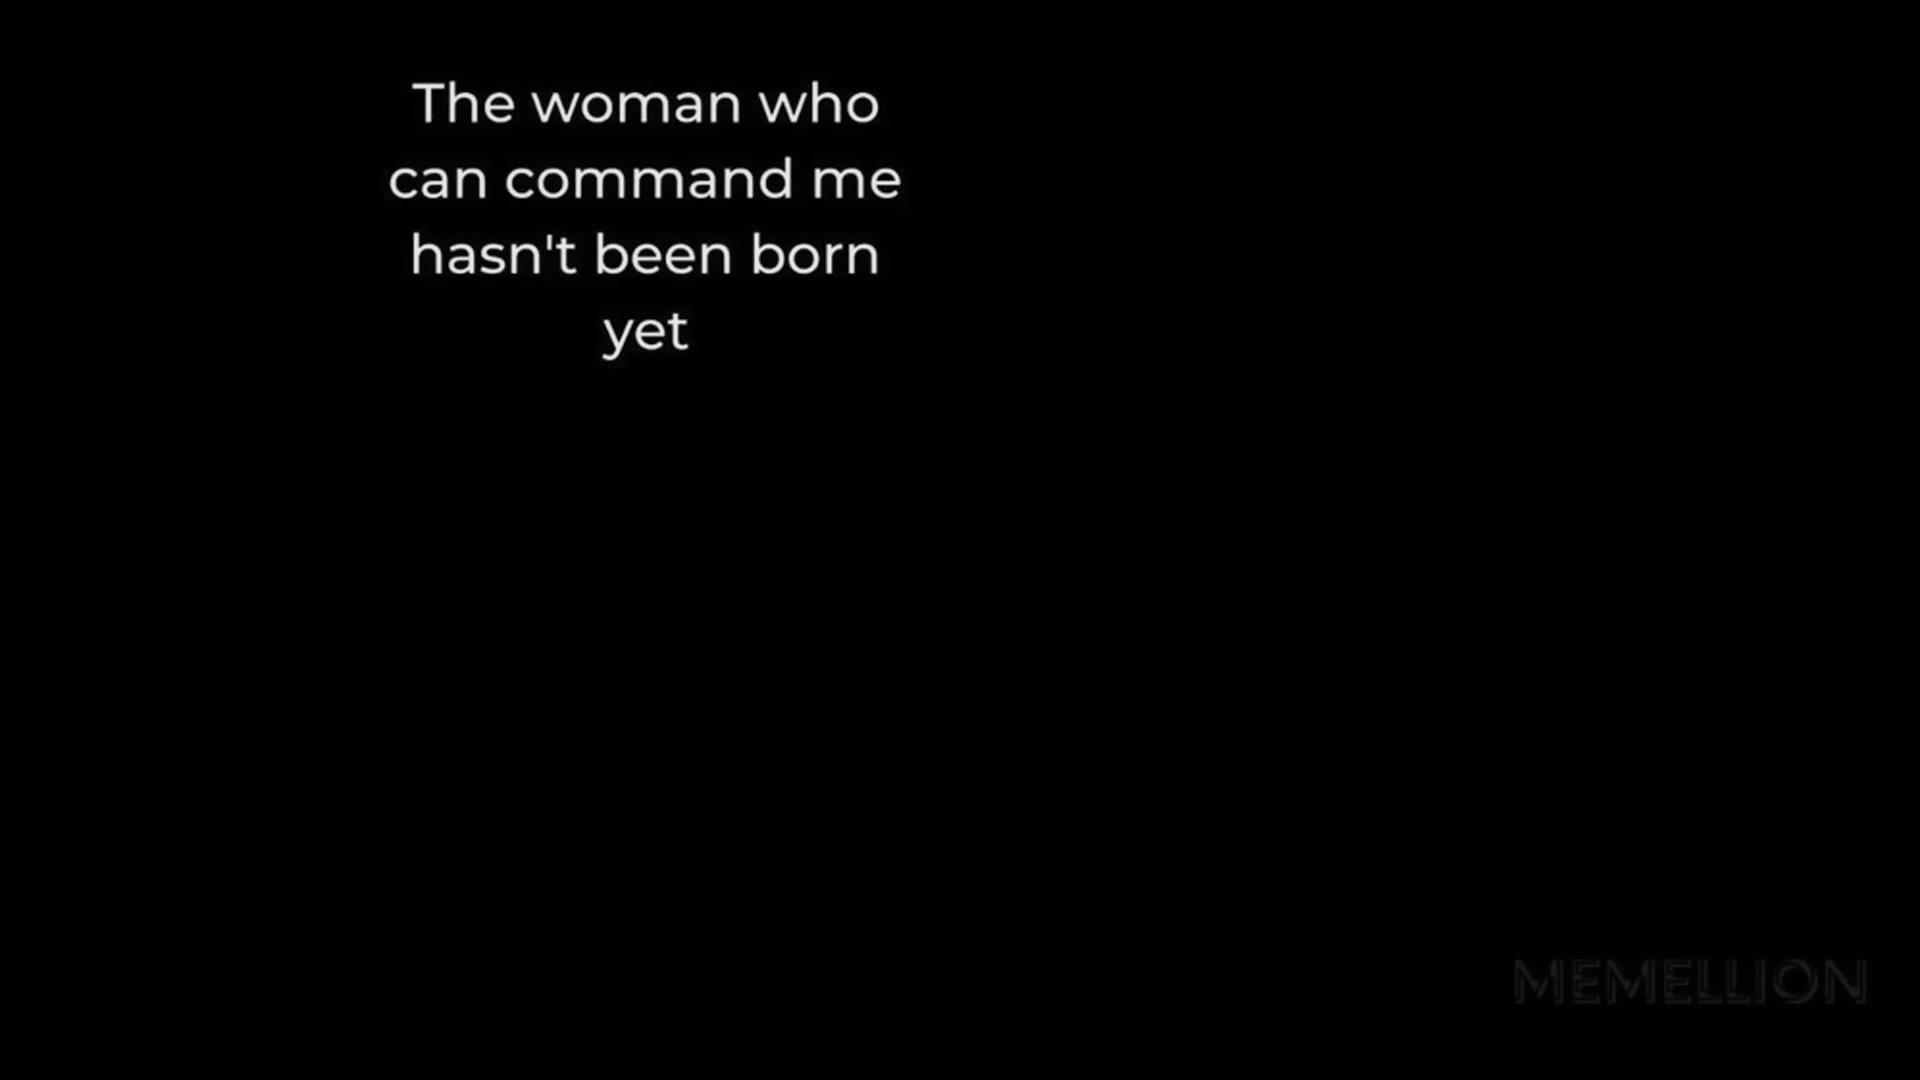 The woman who
can command me
hasn't been born
yet
MEMELLION